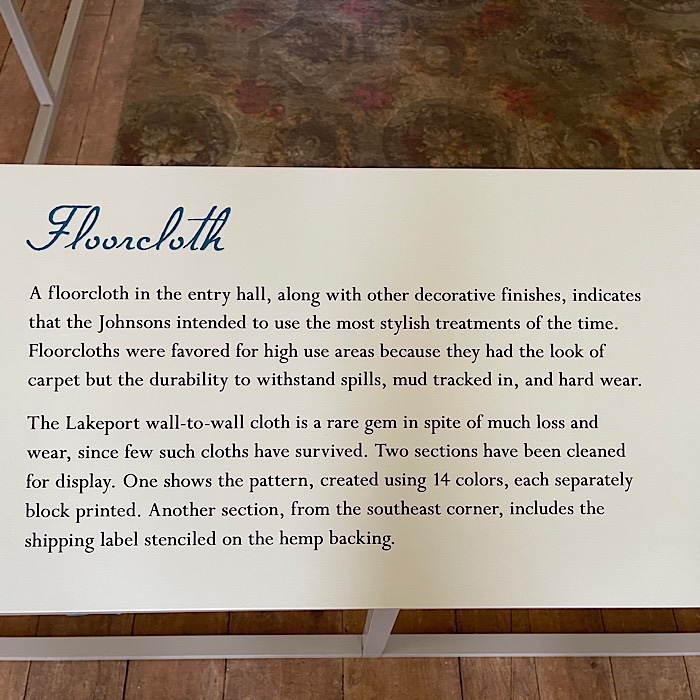 Floorcloth
A floorcloth in the entry hall, along with other decorative finishes, indicates
that the Johnsons intended to use the most stylish treatments of the time.
Floorcloths were favored for high use areas because they had the look of
carpet but the durability to withstand spills, mud tracked in, and hard wear.
The Lakeport wall-to-wall cloth is a rare gem in spite of much loss and
wear, since few such cloths have survived. Two sections have been cleaned
for display. One shows the pattern, created using 14 colors, each separately
block printed. Another section, from the southeast corner, includes the
shipping label stenciled on the hemp backing.